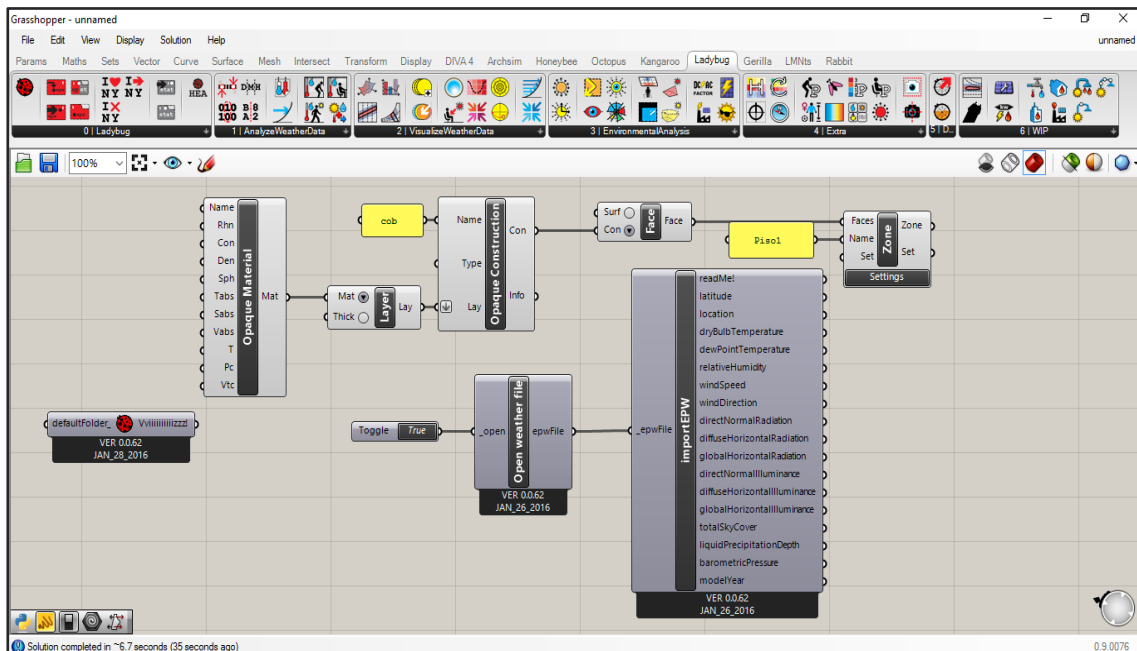 Grasshopper - unnamed
File Edit View Display Solution Help unnamed
Params Maths Sets Vector Curve Surface Mesh Intersect Transform Display DIVA 4 Archsim Honeybee Octopus Kangaroo Ladybug Gerilla LMNts Rabbit
0 | Ladybug 1 | AnalyzeWeatherData 2 | VisualizeWeatherData 3 | EnvironmentalAnalysis 4 | Extra 5 | D.. 6 | WIP
100%
Name
Rhn
Con
Den
Sph
Tabs
Sabs
Vabs
T
Pc
Vtc
Opaque Material
Mat
cob
Mat
Thick
Layer
Lay
Name
Type
Lay
Opaque Construction
Con
Info
Surf
Con
Face
Face
Piso1
Faces
Name
Set
Zone
Zone
Set
Settings
defaultFolder_ Vviiiiiiiiiizzzl
VER 0.0.62
JAN_28_2016
Toggle True
_open
Open weather file
epwFile
VER 0.0.62
JAN_26_2016
_epwFile
importEPW
readMe!
latitude
location
dryBulbTemperature
dewPointTemperature
relativeHumidity
windSpeed
windDirection
directNormalRadiation
diffuseHorizontalRadiation
globalHorizontalRadiation
directNormalIlluminance
diffuseHorizontalIlluminance
globalHorizontalIlluminance
totalSkyCover
liquidPrecipitationDepth
barometricPressure
modelYear
VER 0.0.62
JAN_26_2016
Solution completed in ~6.7 seconds (35 seconds ago) 0.9.0076